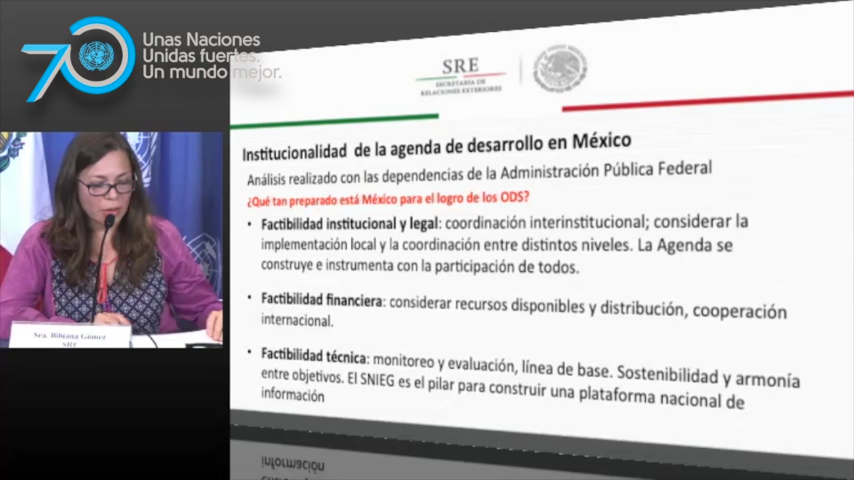 Unas Naciones
Unidas fuertes.
Un mundo mejor.
70
SRE
SECRETARÍA DE
RELACIONES EXTERIORES
Institucionalidad de la agenda de desarrollo en México
Análisis realizado con las dependencias de la Administración Pública Federal
¿Qué tan preparado está México para el logro de los ODS?
• Factibilidad institucional y legal: coordinación interinstitucional; considerar la
implementación local y la coordinación entre distintos niveles. La Agenda se
construye e instrumenta con la participación de todos.
• Factibilidad financiera: considerar recursos disponibles y distribución, cooperación
internacional.
• Factibilidad técnica: monitoreo y evaluación, línea de base. Sostenibilidad y armonía
entre objetivos. El SNIEG es el pilar para construir una plataforma nacional de
información
Sra. Bibiana Gómez
SRE
información